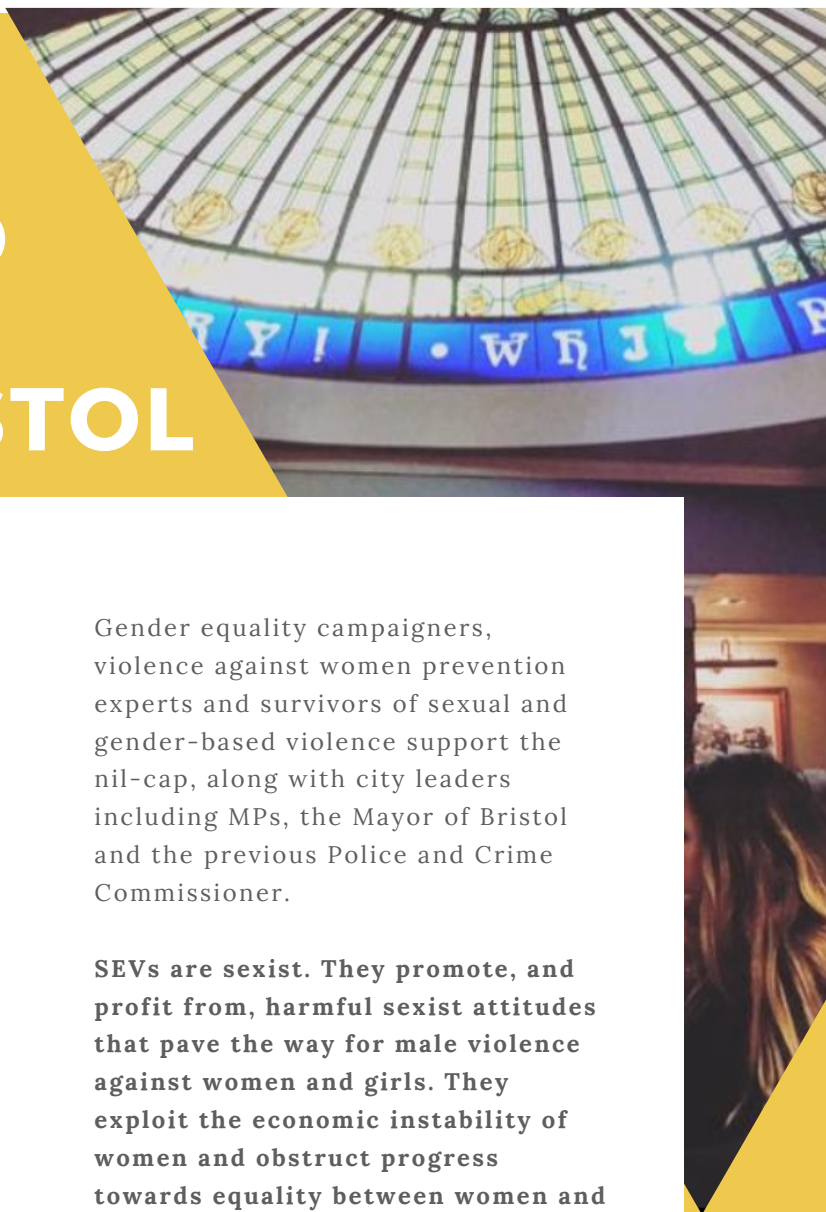 STOL
RY! • WHI
Gender equality campaigners,
violence against women prevention
experts and survivors of sexual and
gender-based violence support the
nil-cap, along with city leaders
including MPs, the Mayor of Bristol
and the previous Police and Crime
Commissioner.
SEVs are sexist. They promote, and
profit from, harmful sexist attitudes
that pave the way for male violence
against women and girls. They
exploit the economic instability of
women and obstruct progress
towards equality between women and